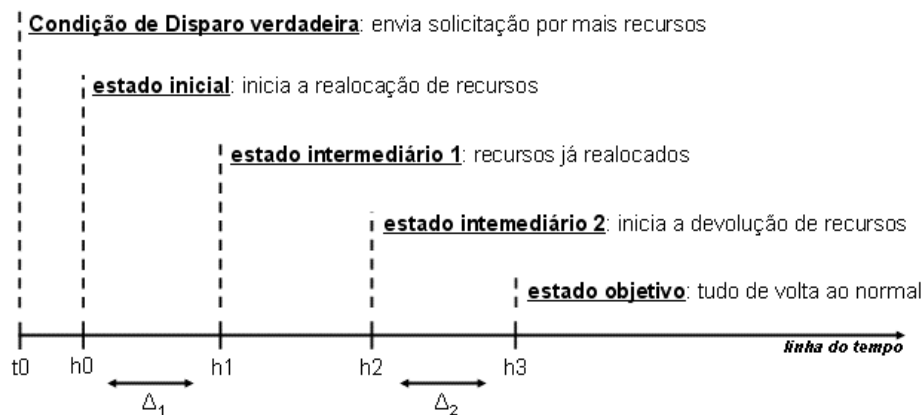 Condição de Disparo verdadeira: envia solicitação por mais recursos
estado inicial: inicia a realocação de recursos
estado intermediário 1: recursos já realocados
estado intemediário 2: inicia a devolução de recursos
estado objetivo: tudo de volta ao normal
linha do tempo
t0 h0 h1 h2 h3
Δ1 Δ2